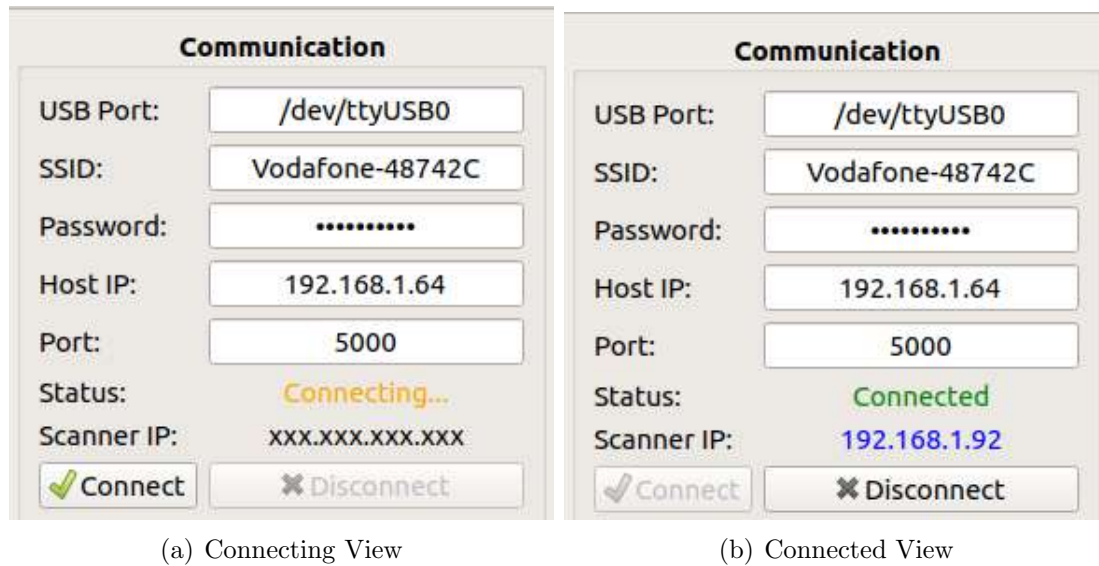 Communication
USB Port: /dev/ttyUSB0
SSID: Vodafone-48742C
Password: ••••••••••
Host IP: 192.168.1.64
Port: 5000
Status: Connecting...
Scanner IP: xxx.xxx.xxx.xxx
Connect Disconnect
(a) Connecting View
Communication
USB Port: /dev/ttyUSB0
SSID: Vodafone-48742C
Password: ••••••••••
Host IP: 192.168.1.64
Port: 5000
Status: Connected
Scanner IP: 192.168.1.92
Connect Disconnect
(b) Connected View